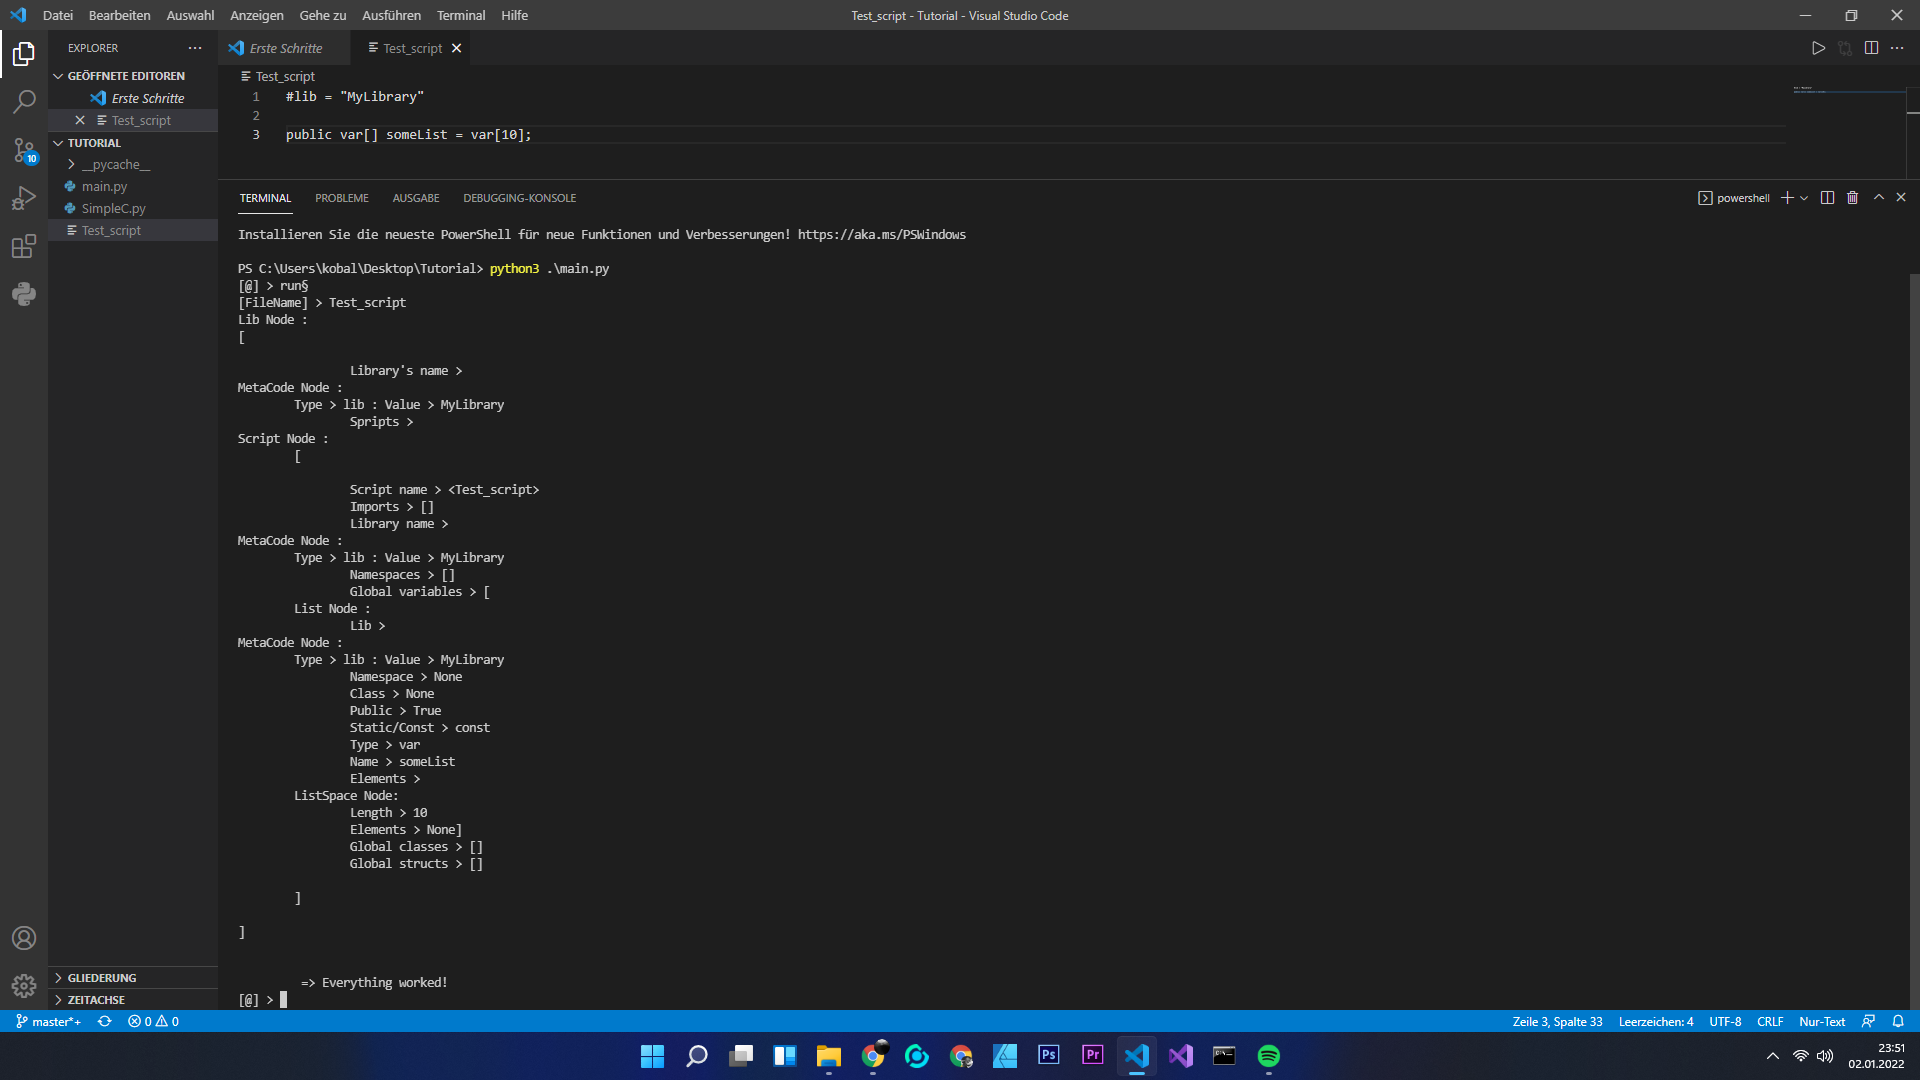 Datei Bearbeiten Auswahl Anzeigen Gehe zu Ausführen Terminal Hilfe
Test_script - Tutorial - Visual Studio Code
EXPLORER
GEÖFFNETE EDITOREN
Erste Schritte
Test_script
TUTORIAL
__pycache__
main.py
SimpleC.py
Test_script
GLIEDERUNG
ZEITACHSE
10
Erste Schritte
Test_script
Test_script
1 #lib = "MyLibrary"
2
3 public var[] someList = var[10];
TERMINAL PROBLEME AUSGABE DEBUGGING-KONSOLE
powershell
Installieren Sie die neueste PowerShell für neue Funktionen und Verbesserungen! https://aka.ms/PSWindows
PS C:\Users\kobal\Desktop\Tutorial> python3 .\main.py
[@] > run§
[FileName] > Test_script
Lib Node :
[
Library's name >
MetaCode Node :
Type > lib : Value > MyLibrary
Spripts >
Script Node :
[
Script name > <Test_script>
Imports > []
Library name >
MetaCode Node :
Type > lib : Value > MyLibrary
Namespaces > []
Global variables > [
List Node :
Lib >
MetaCode Node :
Type > lib : Value > MyLibrary
Namespace > None
Class > None
Public > True
Static/Const > const
Type > var
Name > someList
Elements >
ListSpace Node:
Length > 10
Elements > None]
Global classes > []
Global structs > []
]
]
=> Everything worked!
[@] >
master*+ 0 0
Zeile 3, Spalte 33 Leerzeichen: 4 UTF-8 CRLF Nur-Text
Ps Pr
23:51
02.01.2022